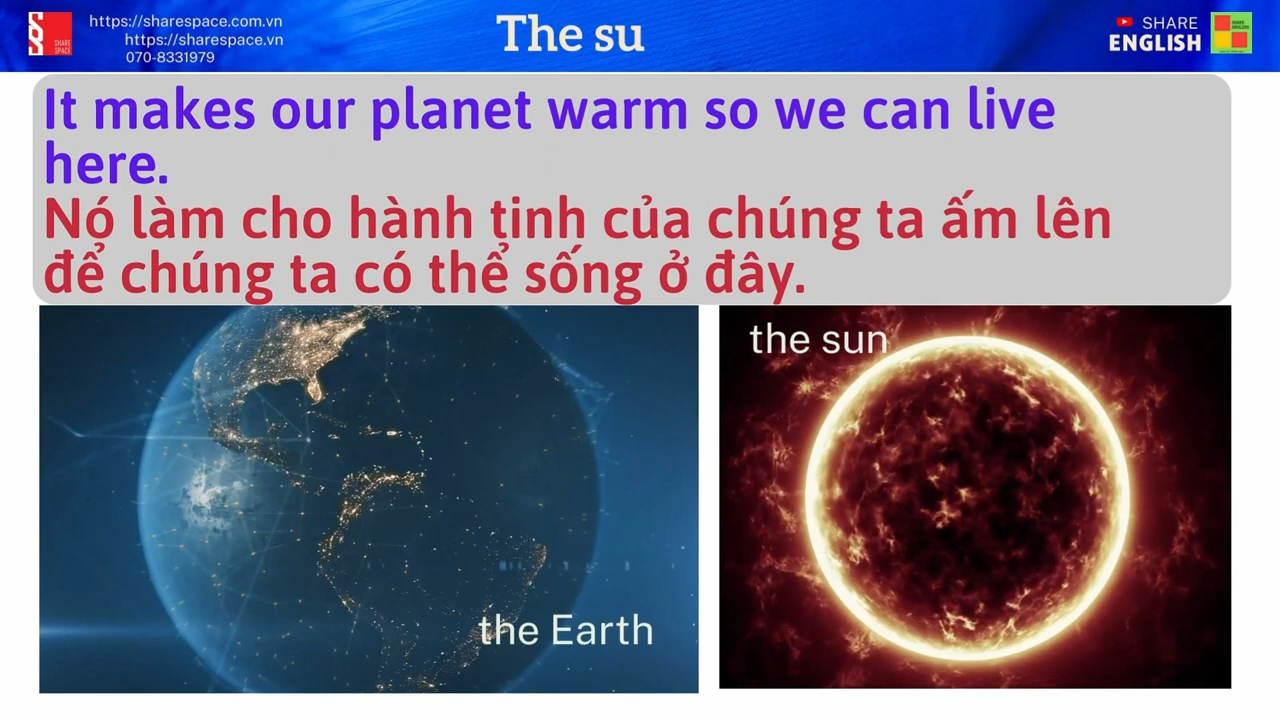 https://sharespace.com.vn
https://sharespace.vn
070-8331979
SHARE
SPACE
The su
SHARE
ENGLISH
It makes our planet warm so we can live
here.
Nó làm cho hành tinh của chúng ta ấm lên
để chúng ta có thể sống ở đây.
the sun
the Earth